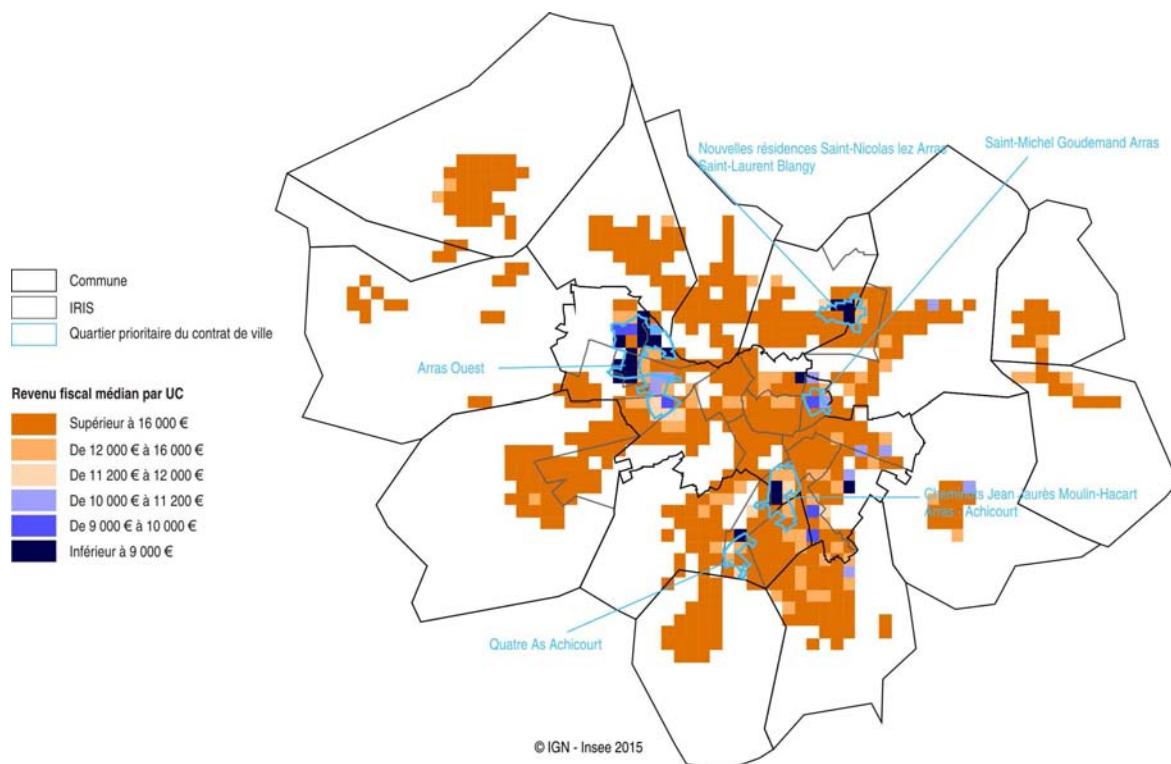 Nouvelles résidences Saint-Nicolas lez Arras
Saint-Laurent Blangy
Saint-Michel Goudemand Arras
Commune
IRIS
Quartier prioritaire du contrat de ville
Arras Ouest
Revenu fiscal médian par UC
Supérieur à 16 000 €
De 12 000 € à 16 000 €
De 11 200 € à 12 000 €
De 10 000 € à 11 200 €
De 9 000 € à 10 000 €
Inférieur à 9 000 €
Cheminots Jean Jaurès Moulin-Hacart
Arras - Achicourt
Quatre As Achicourt
© IGN - Insee 2015